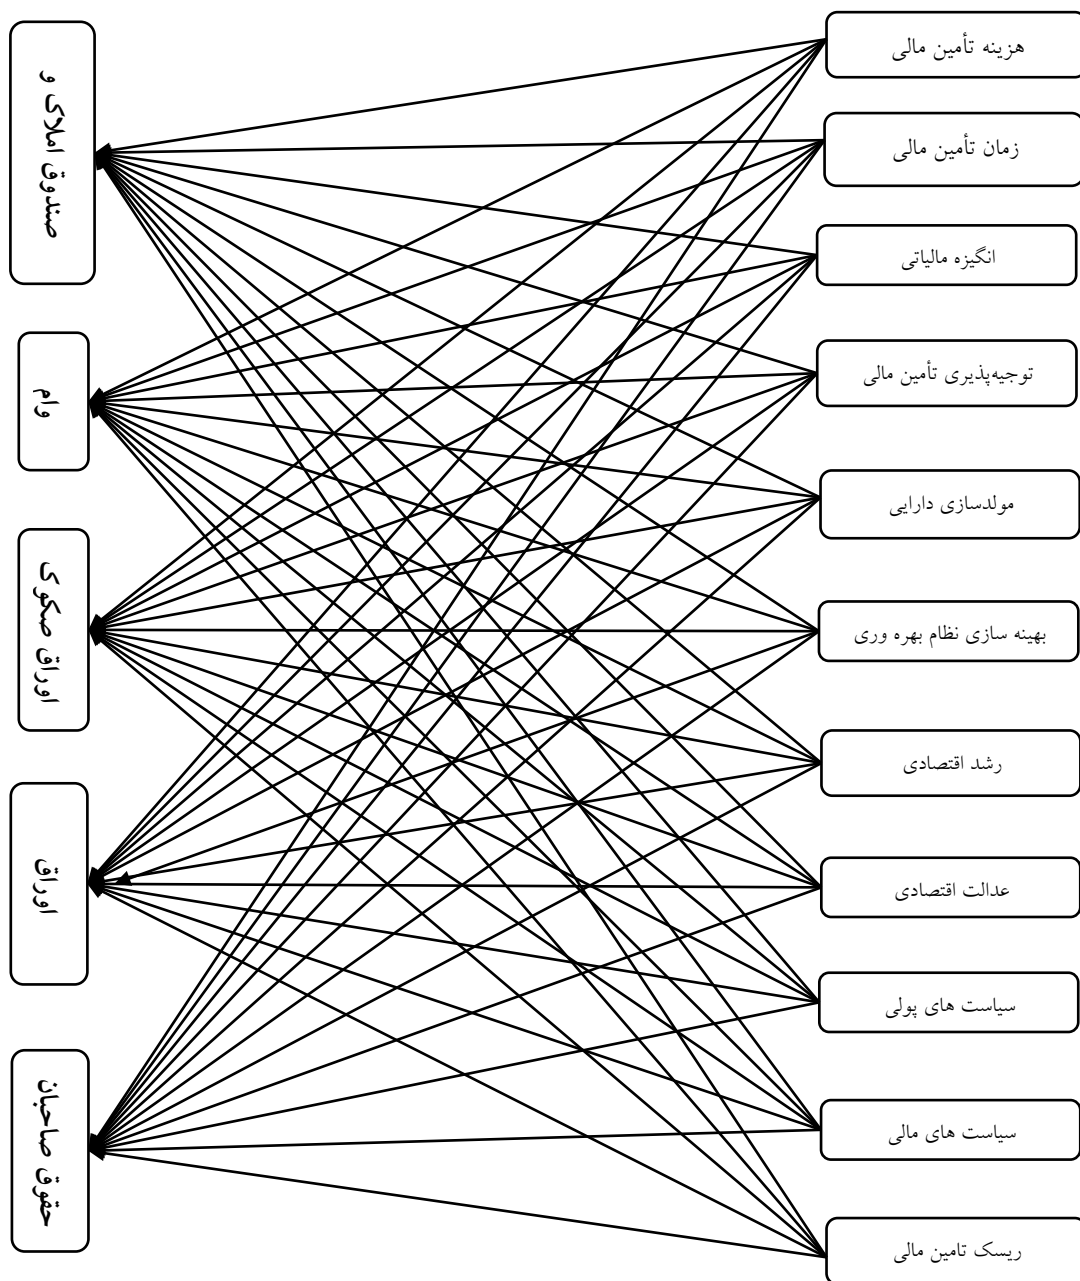 هزینه تأمین مالی
زمان تأمین مالی
انگیزه مالیاتی
توجیه‌پذیری تأمین مالی
مولدسازی دارایی
بهینه سازی نظام بهره وری
رشد اقتصادی
عدالت اقتصادی
سیاست های پولی
سیاست های مالی
ریسک تامین مالی
صندوق املاک و
وام
اوراق صکوک
اوراق
حقوق صاحبان